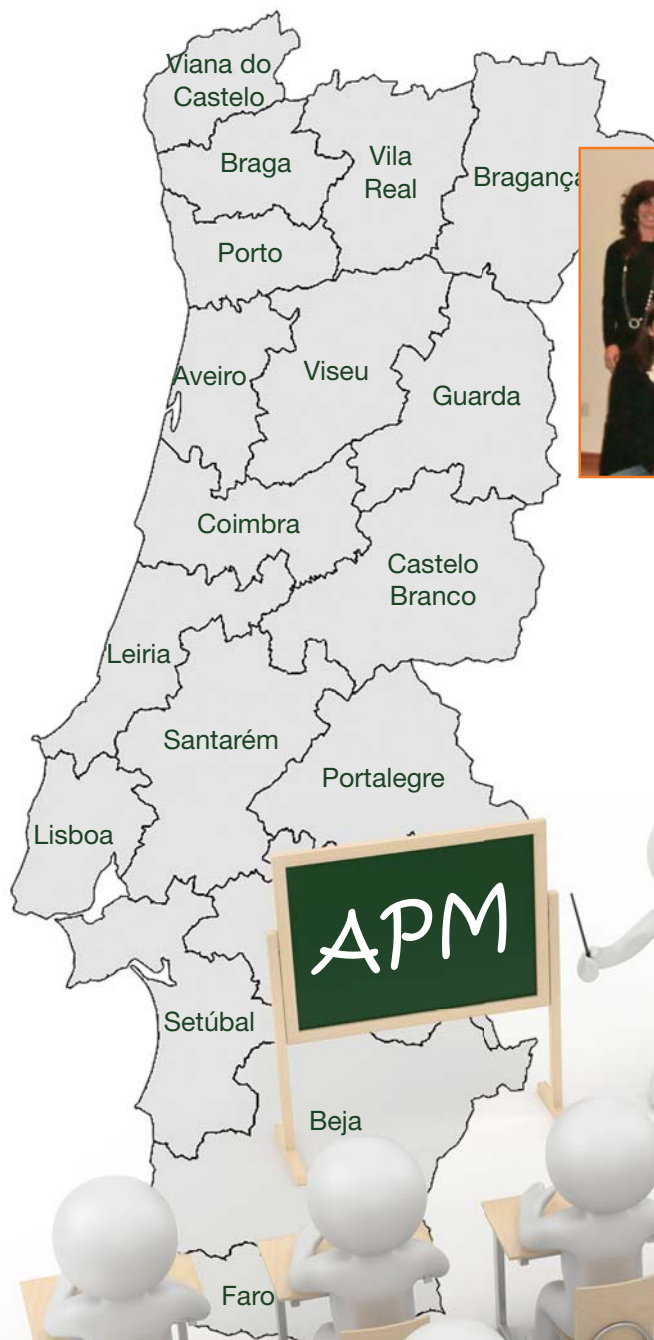 Viana do
Castelo
Braga
Vila
Real
Bragança
Porto
Aveiro
Viseu
Guarda
Coimbra
Castelo
Branco
Leiria
Santarém
Portalegre
Lisboa
APM
Setúbal
Beja
Faro